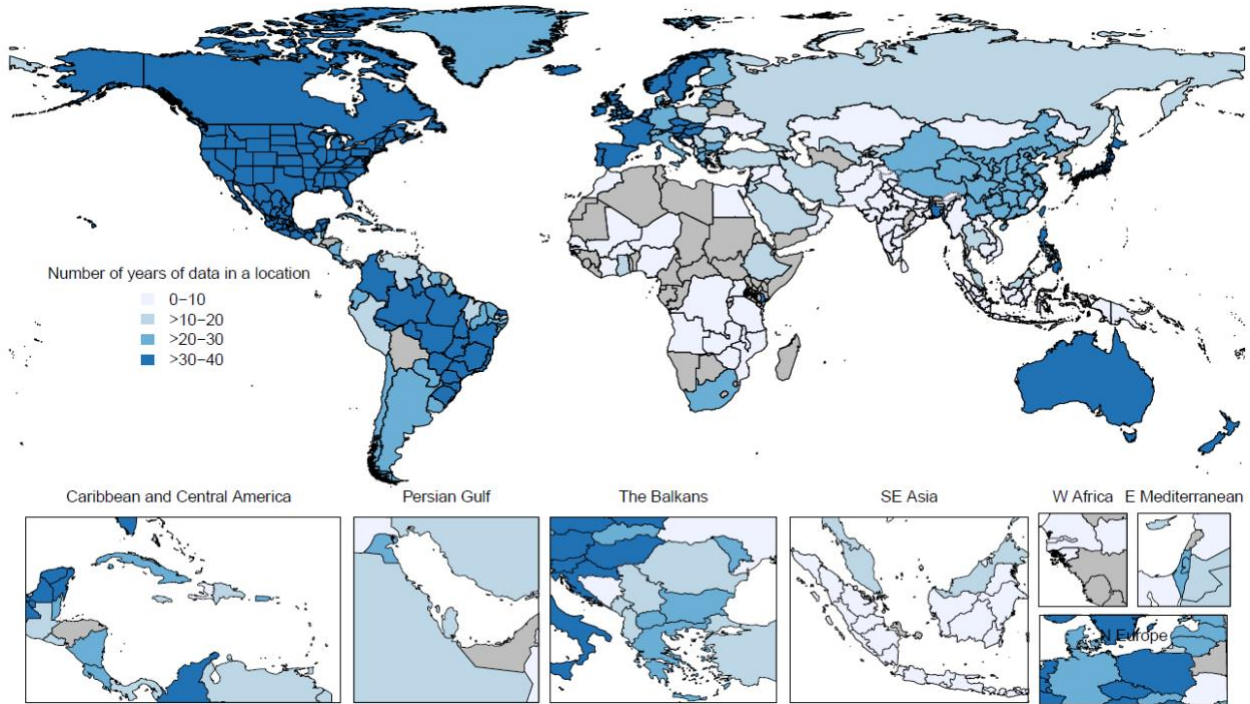 Number of years of data in a location
0–10
>10–20
>20–30
>30–40
Caribbean and Central America
Persian Gulf
The Balkans
SE Asia
W Africa
E Mediterranean
N Europe